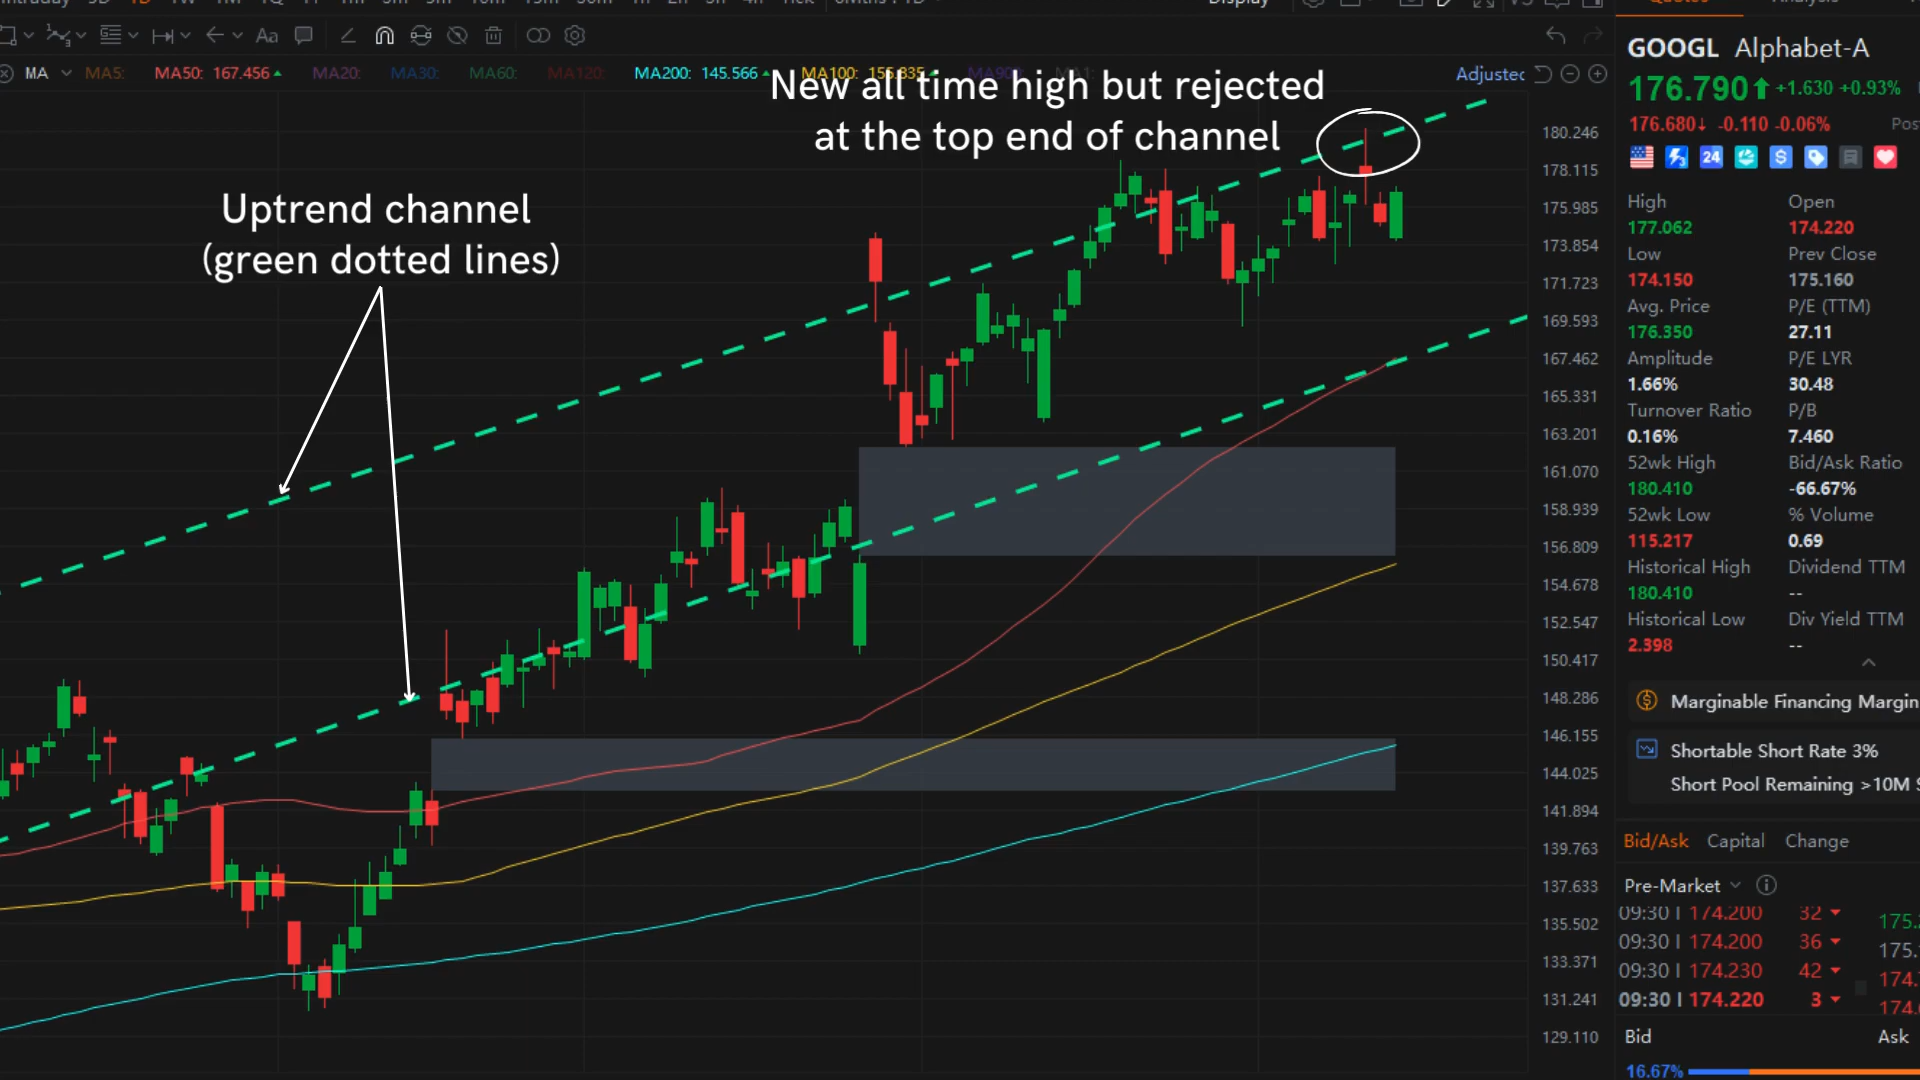 Display
Aa
MA MA5: MA50: 167.456 MA20: MA30: MA60: MA120: MA200: 145.566 MA100: 155.835
Adjusted
New all time high but rejected
at the top end of channel
Uptrend channel
(green dotted lines)
180.246
178.115
175.985
173.854
171.723
169.593
167.462
165.331
163.201
161.070
158.939
156.809
154.678
152.547
150.417
148.286
146.155
144.025
141.894
139.763
137.633
135.502
133.371
131.241
129.110
GOOGL Alphabet-A
176.790 +1.630 +0.93%
176.680↓ -0.110 -0.06%
24
High Open
177.062 174.220
Low Prev Close
174.150 175.160
Avg. Price P/E (TTM)
176.350 27.11
Amplitude P/E LYR
1.66% 30.48
Turnover Ratio P/B
0.16% 7.460
52wk High Bid/Ask Ratio
180.410 -66.67%
52wk Low % Volume
115.217 0.69
Historical High Dividend TTM
180.410 --
Historical Low Div Yield TTM
2.398 --
Marginable Financing Margin
Shortable Short Rate 3%
Short Pool Remaining >10M
Bid/Ask Capital Change
Pre-Market
09:30 174.200 32
09:30 174.200 36
09:30 174.230 42
09:30 174.220 3
Bid Ask
16.67%